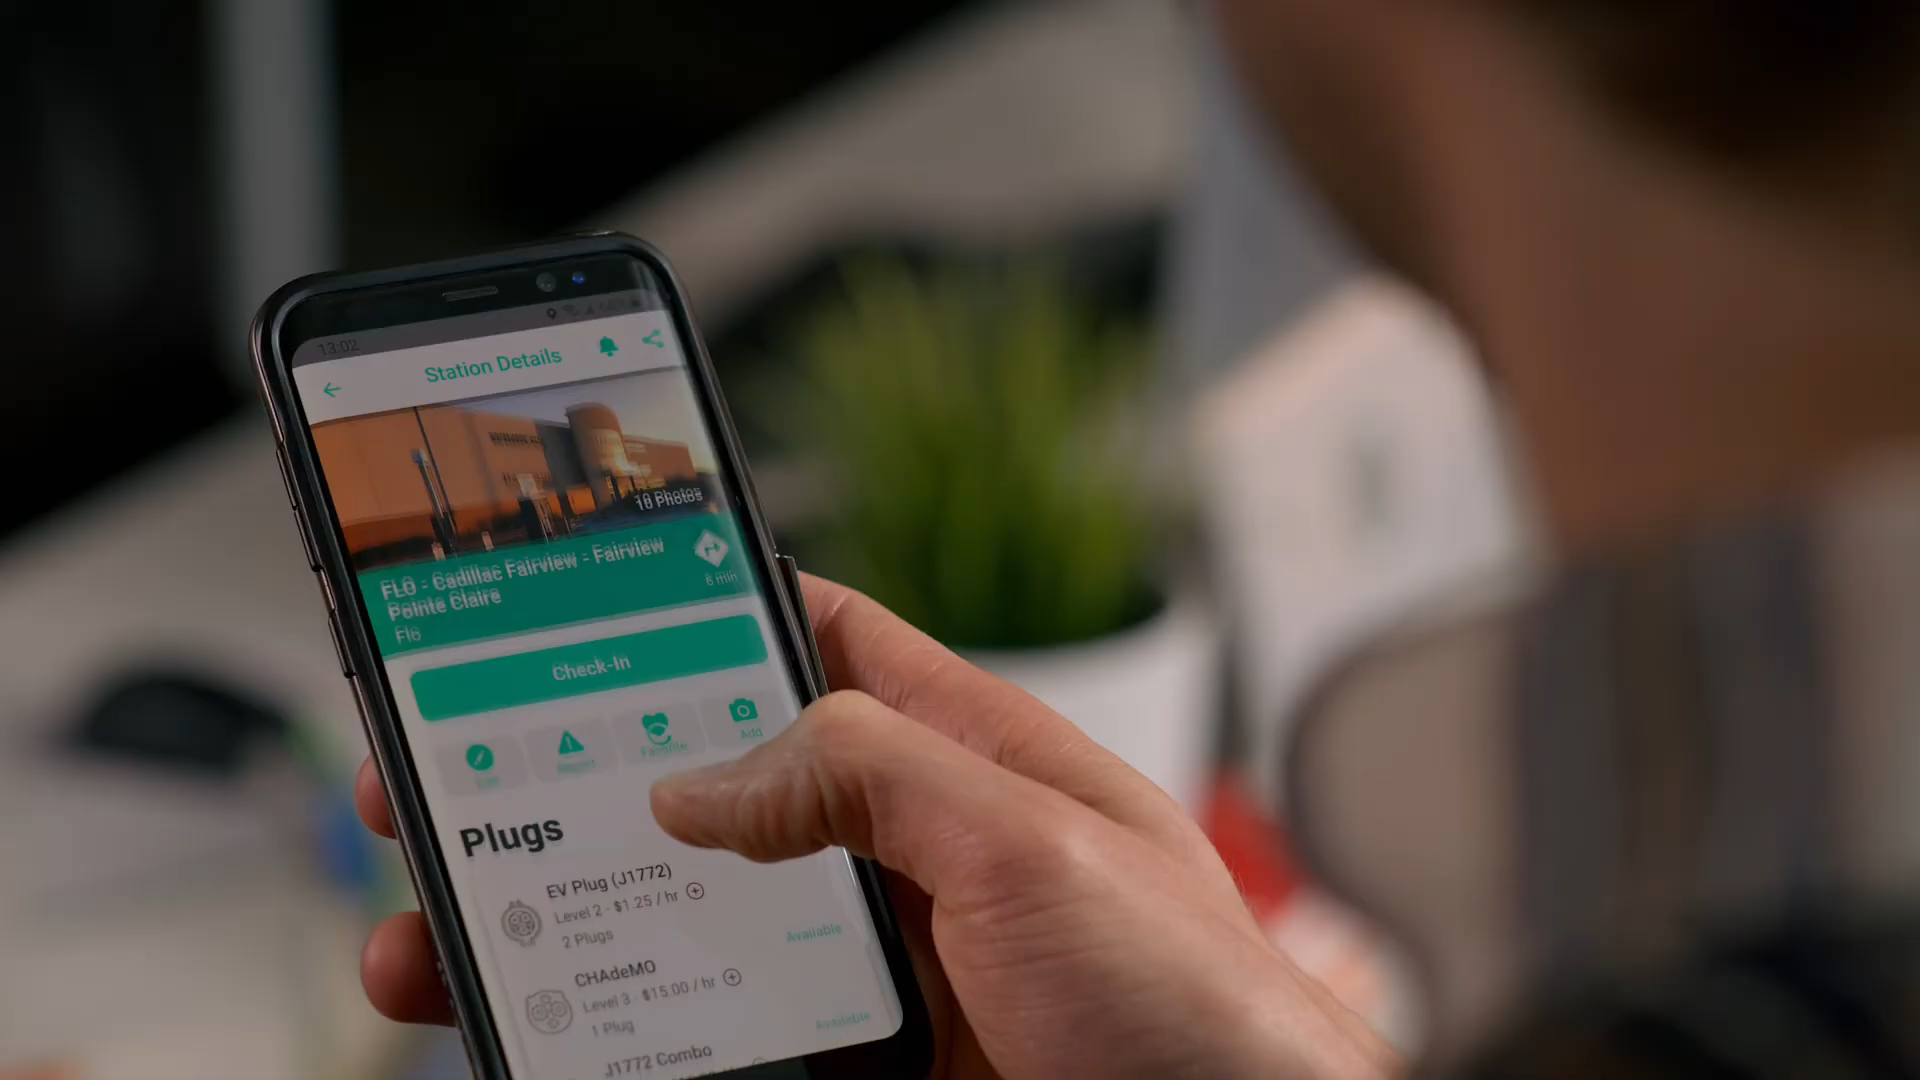 13:02
Station Details
10 Photos
FLO - Cadillac Fairview - Fairview
Pointe Claire
Flo
6 min
Check-In
Edit
Report
Favorite
Add
Plugs
EV Plug (J1772)
Level 2 - $1.25 / hr
2 Plugs
Available
CHAdeMO
Level 3 - $15.00 / hr
1 Plug
Available
J1772 Combo